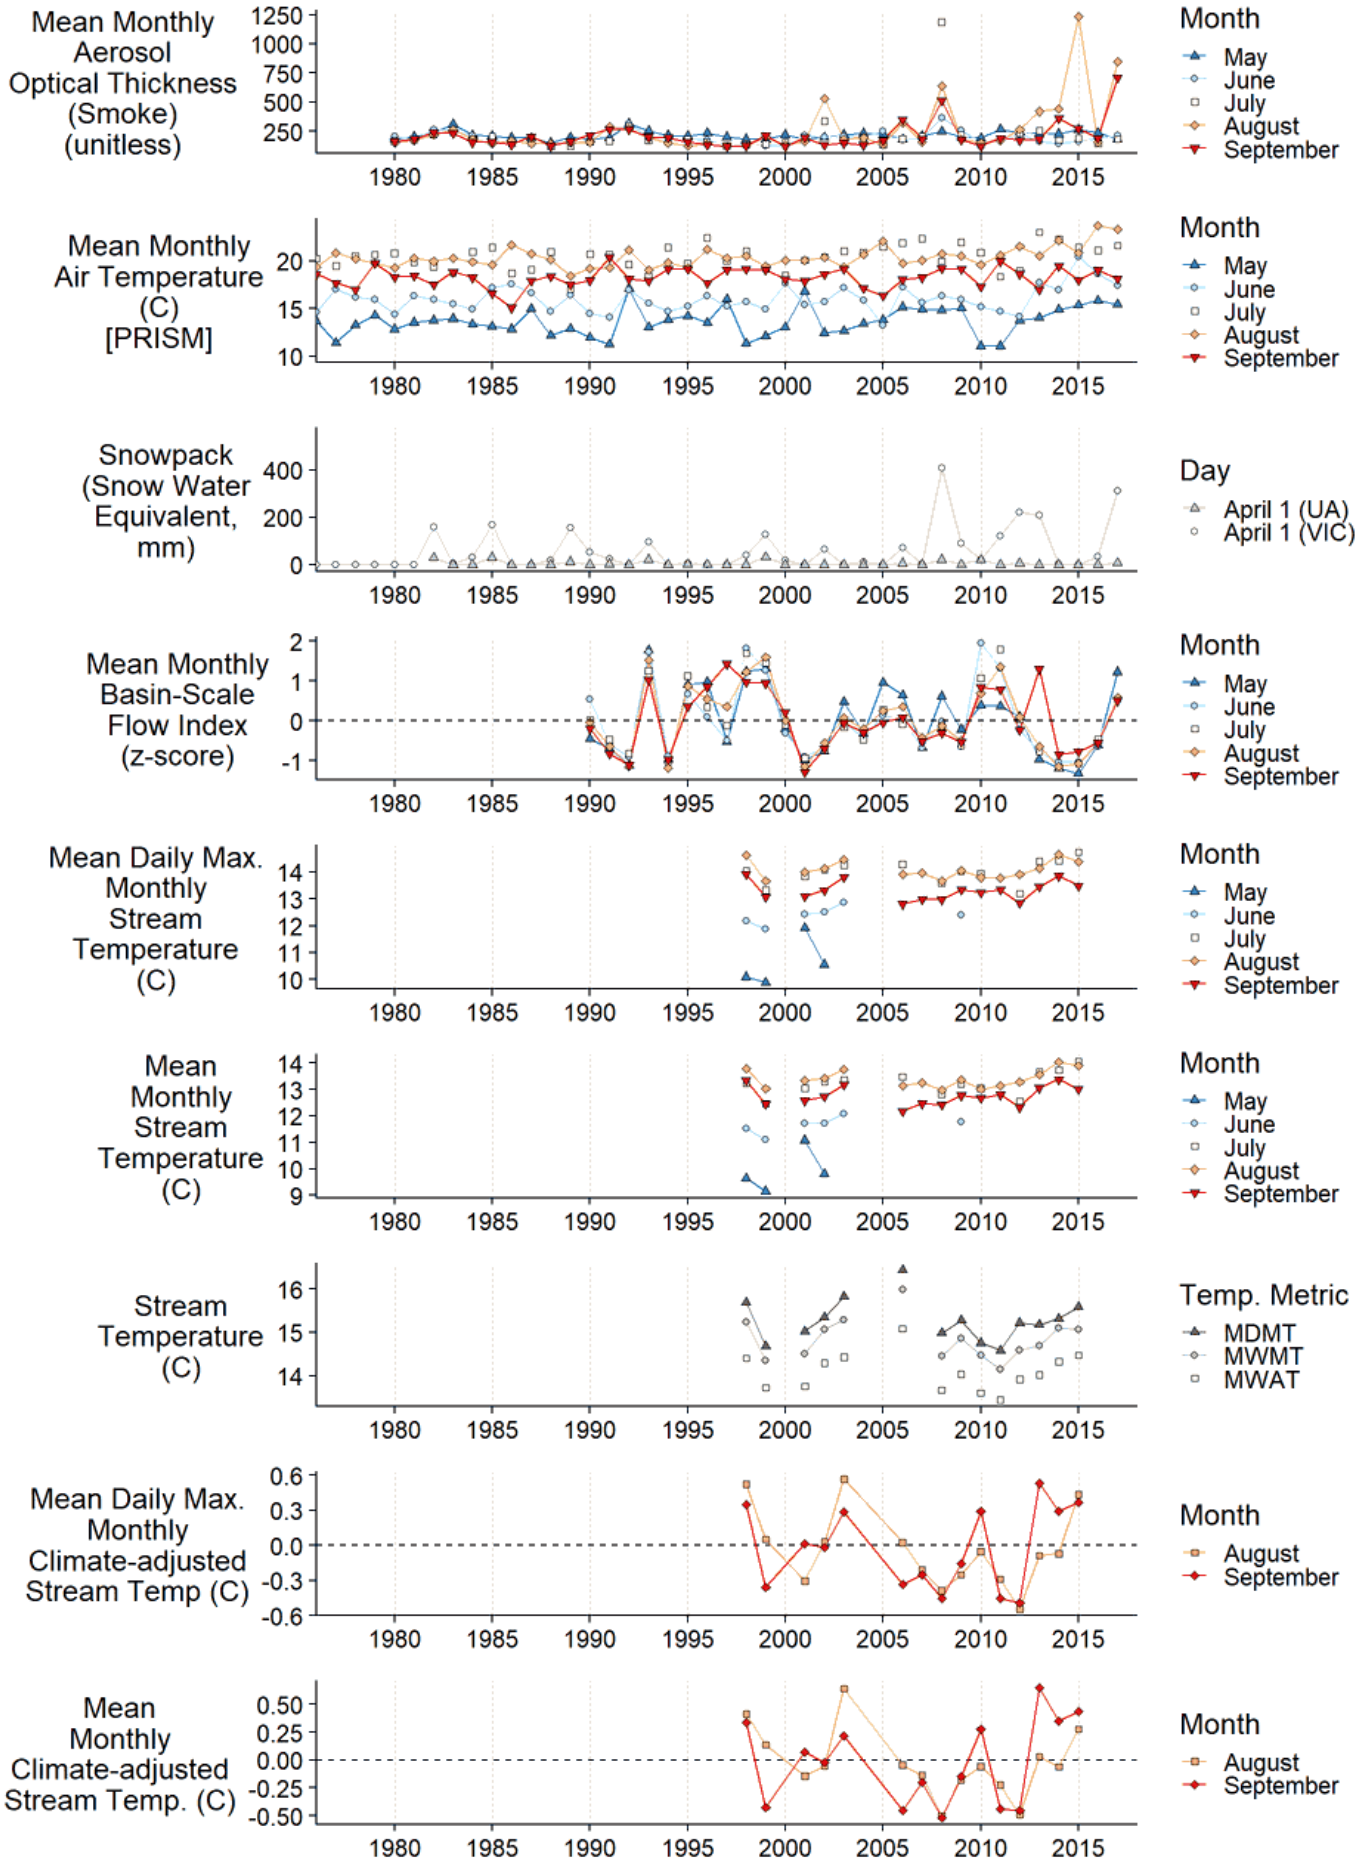 Mean Monthly
Aerosol
Optical Thickness
(Smoke)
(unitless)
1250
1000
750
500
250
1980 1985 1990 1995 2000 2005 2010 2015
Month
May
June
July
August
September
Mean Monthly
Air Temperature
(C)
[PRISM]
20
15
10
1980 1985 1990 1995 2000 2005 2010 2015
Month
May
June
July
August
September
Snowpack
(Snow Water
Equivalent,
mm)
400
200
0
1980 1985 1990 1995 2000 2005 2010 2015
Day
April 1 (UA)
April 1 (VIC)
Mean Monthly
Basin-Scale
Flow Index
(z-score)
2
1
0
-1
1980 1985 1990 1995 2000 2005 2010 2015
Month
May
June
July
August
September
Mean Daily Max.
Monthly
Stream
Temperature
(C)
14
13
12
11
10
1980 1985 1990 1995 2000 2005 2010 2015
Month
May
June
July
August
September
Mean
Monthly
Stream
Temperature
(C)
14
13
12
11
10
9
1980 1985 1990 1995 2000 2005 2010 2015
Month
May
June
July
August
September
Stream
Temperature
(C)
16
15
14
1980 1985 1990 1995 2000 2005 2010 2015
Temp. Metric
MDMT
MWMT
MWAT
Mean Daily Max.
Monthly
Climate-adjusted
Stream Temp (C)
0.6
0.3
0.0
-0.3
-0.6
1980 1985 1990 1995 2000 2005 2010 2015
Month
August
September
Mean
Monthly
Climate-adjusted
Stream Temp. (C)
0.50
0.25
0.00
-0.25
-0.50
1980 1985 1990 1995 2000 2005 2010 2015
Month
August
September